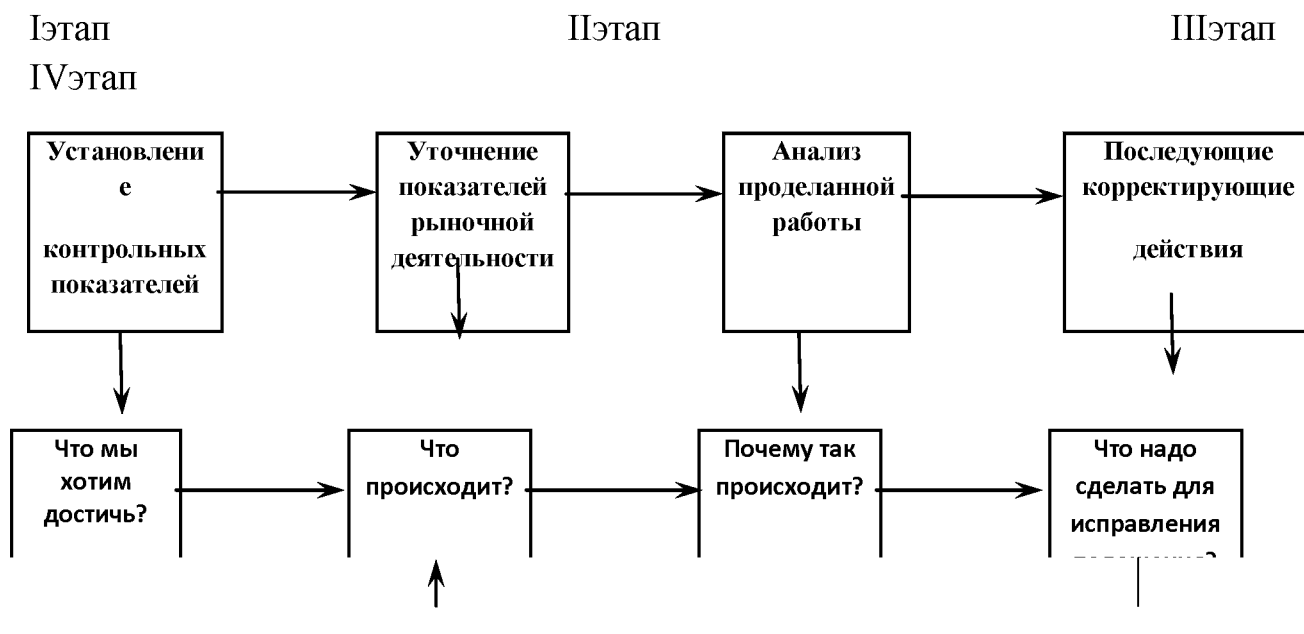 Iэтап IIэтап IIIэтап
IVэтап
Установлени
е
контрольных
показателей
Уточнение
показателей
рыночной
деятельности
Анализ
проделанной
работы
Последующие
корректирующие
действия
Что мы
хотим
достичь?
Что
происходит?
Почему так
происходит?
Что надо
сделать для
исправления